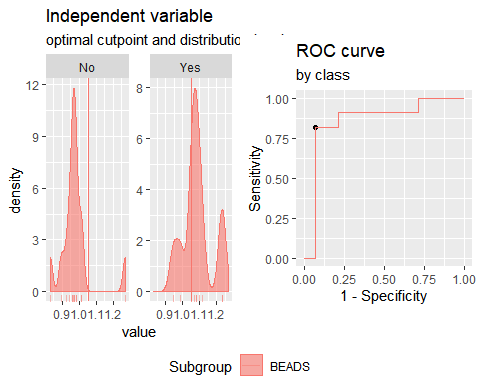 Independent variable
optimal cutpoint and distributio
No
Yes
12
9
6
3
0
8
6
4
2
0
density
0.91.01.11.2
0.91.01.11.2
value
ROC curve
by class
1.00
0.75
0.50
0.25
0.00
Sensitivity
0.00
0.25
0.50
0.75
1.00
1 - Specificity
Subgroup
BEADS